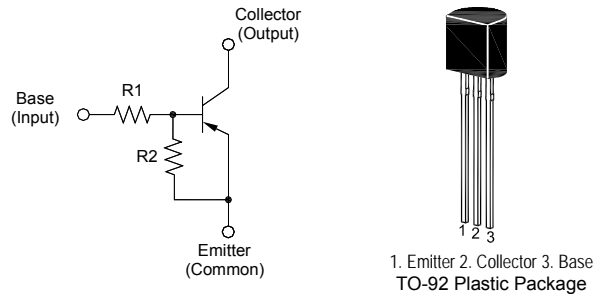 Collector
(Output)
R1
Base
(Input)
R2
Emitter
(Common)
1 2 3
1. Emitter 2. Collector 3. Base
TO-92 Plastic Package